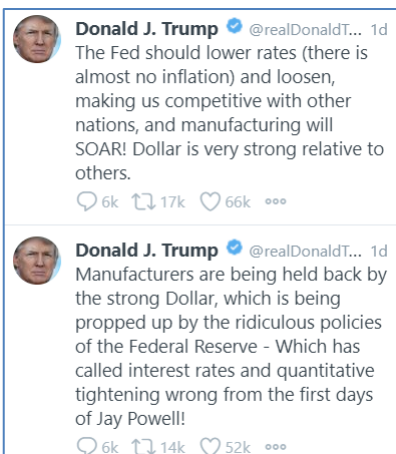 Donald J. Trump @realDonaldT... 1d
The Fed should lower rates (there is
almost no inflation) and loosen,
making us competitive with other
nations, and manufacturing will
SOAR! Dollar is very strong relative to
others.
6k 17k 66k
Donald J. Trump @realDonaldT... 1d
Manufacturers are being held back by
the strong Dollar, which is being
propped up by the ridiculous policies
of the Federal Reserve - Which has
called interest rates and quantitative
tightening wrong from the first days
of Jay Powell!
6k 14k 52k